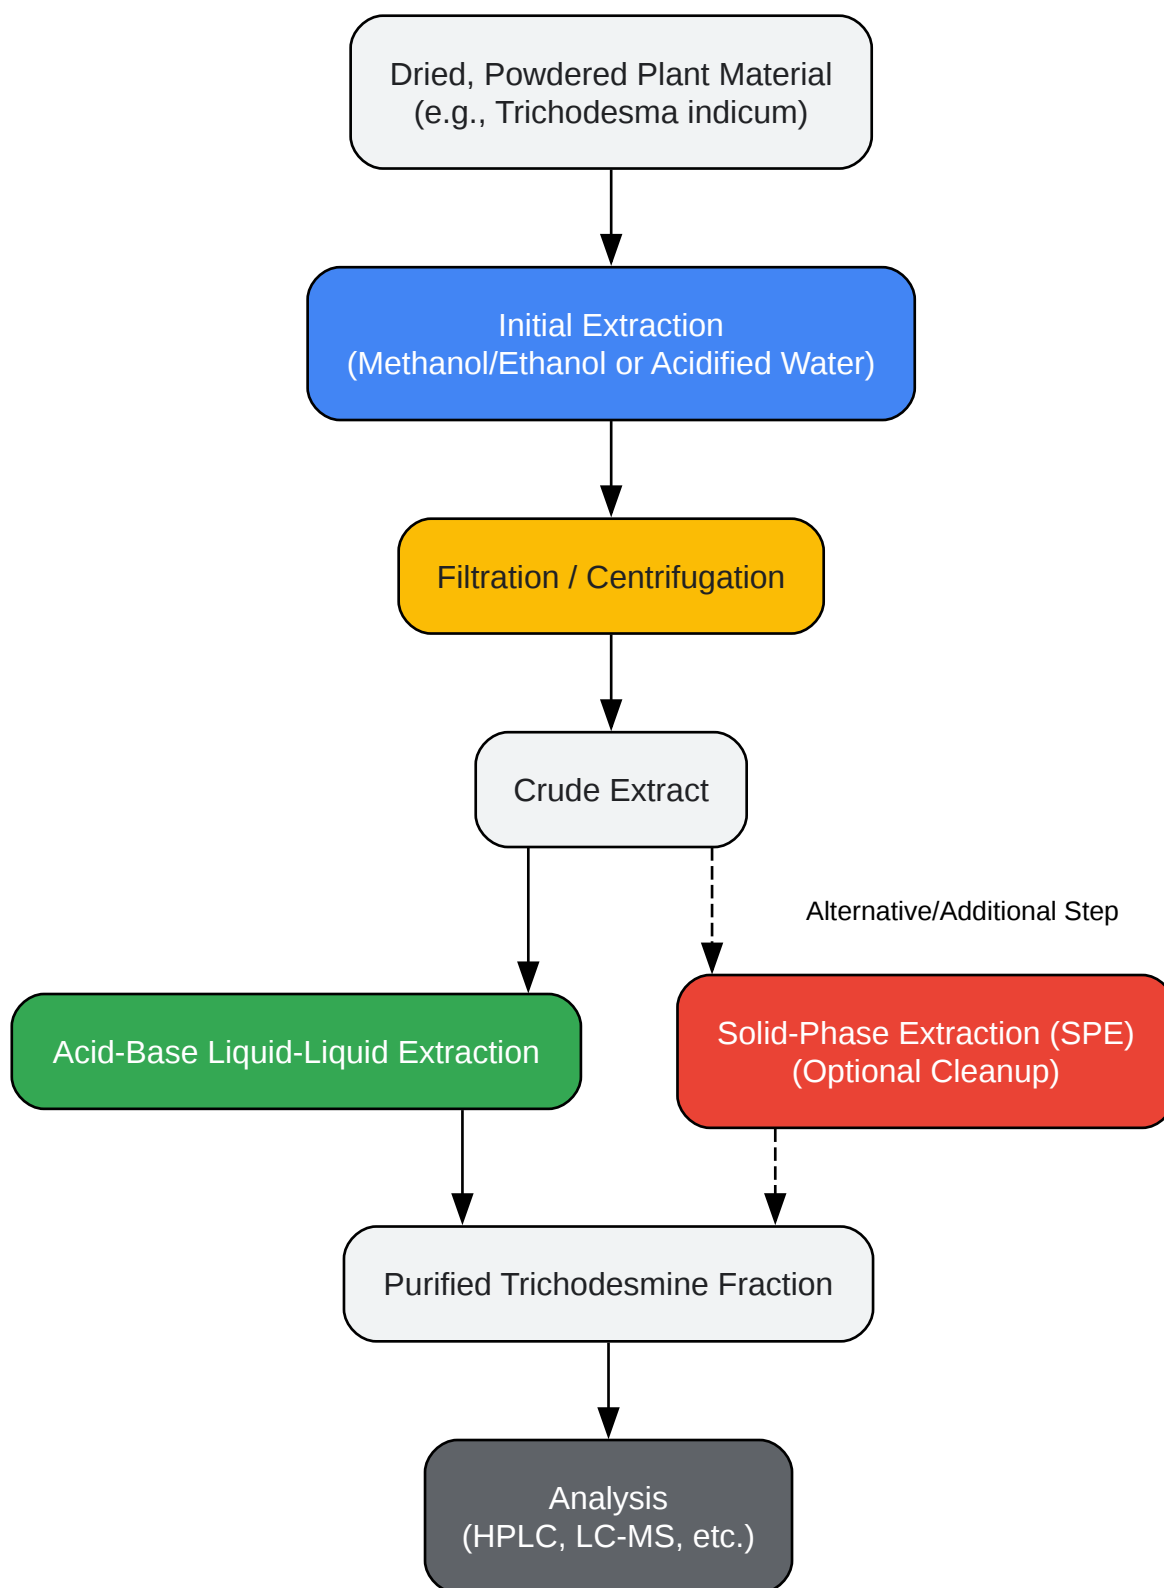 Dried, Powdered Plant Material
(e.g., Trichodesma indicum)
Initial Extraction
(Methanol/Ethanol or Acidified Water)
Filtration / Centrifugation
Crude Extract
Alternative/Additional Step
Acid-Base Liquid-Liquid Extraction
Solid-Phase Extraction (SPE)
(Optional Cleanup)
Purified Trichodesmine Fraction
Analysis
(HPLC, LC-MS, etc.)